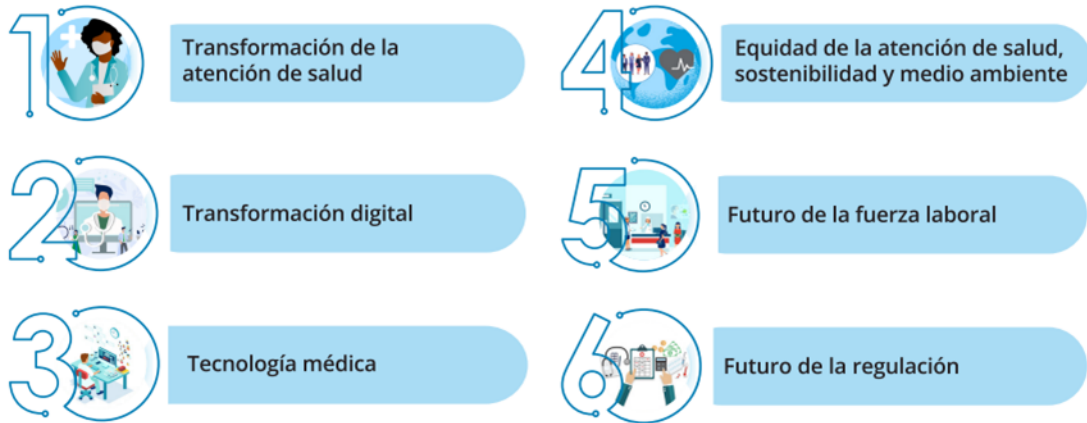 1
Transformación de la
atención de salud
2
Transformación digital
3
Tecnología médica
4
Equidad de la atención de salud,
sostenibilidad y medio ambiente
5
Futuro de la fuerza laboral
6
Futuro de la regulación